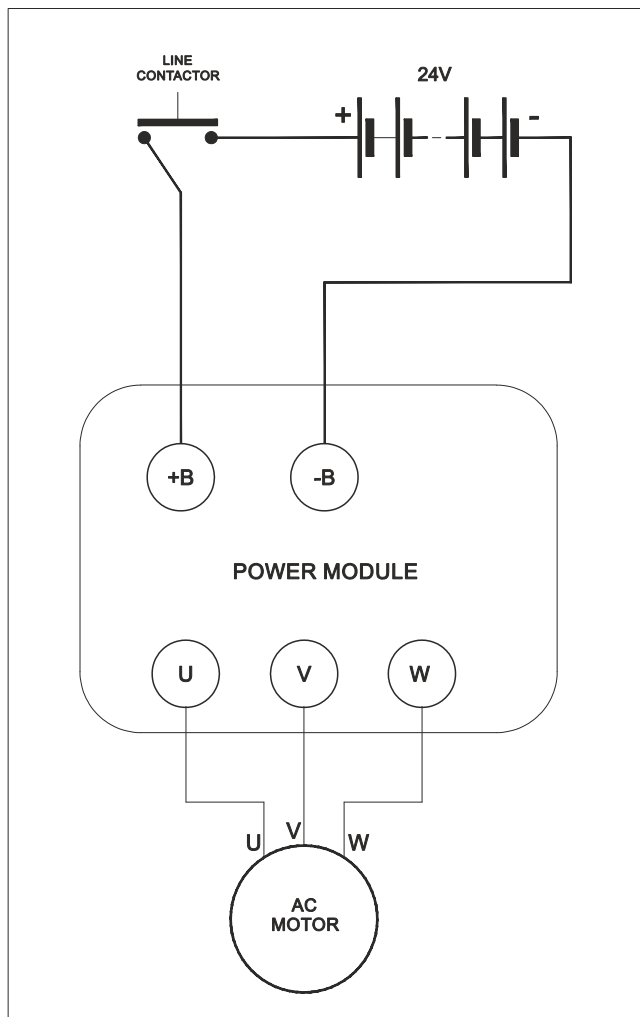 LINE
CONTACTOR
24V
+ -
+B -B
POWER MODULE
U V W
U V W
AC
MOTOR